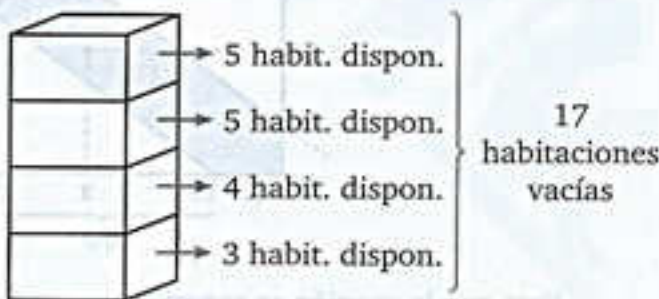 5 habit. dispon.
5 habit. dispon.
4 habit. dispon.
3 habit. dispon.
17
habitaciones
vacías